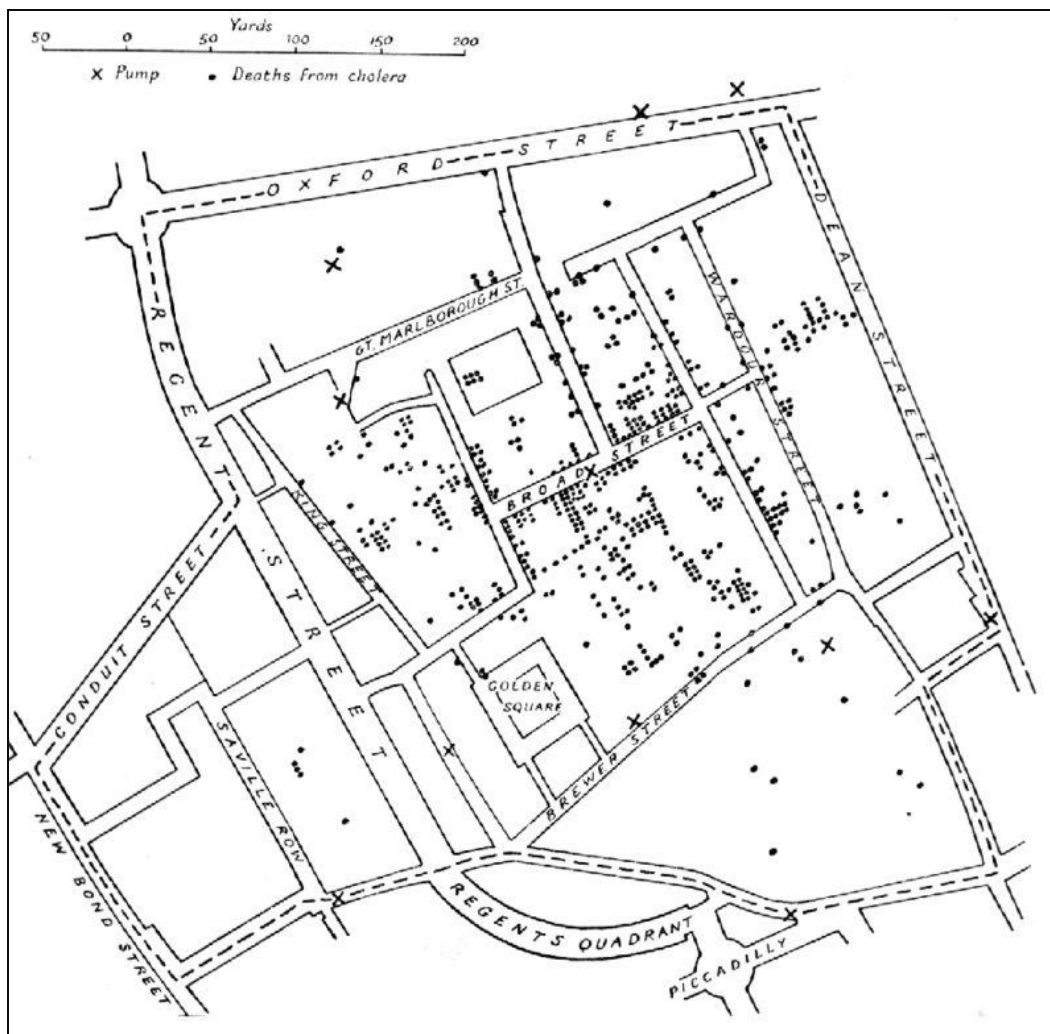 Yards
50 0 50 100 150 200
× Pump • Deaths from cholera
OXFORD STREET
DEAN STREET
REGENT STREET
GT. MARLBOROUGH ST.
WARDOUR STREET
BROAD STREET
KING STREET
CONDUIT STREET
GOLDEN
SQUARE
BREWER STREET
SAVILLE ROW
NEW BOND STREET
REGENTS QUADRANT
PICCADILLY